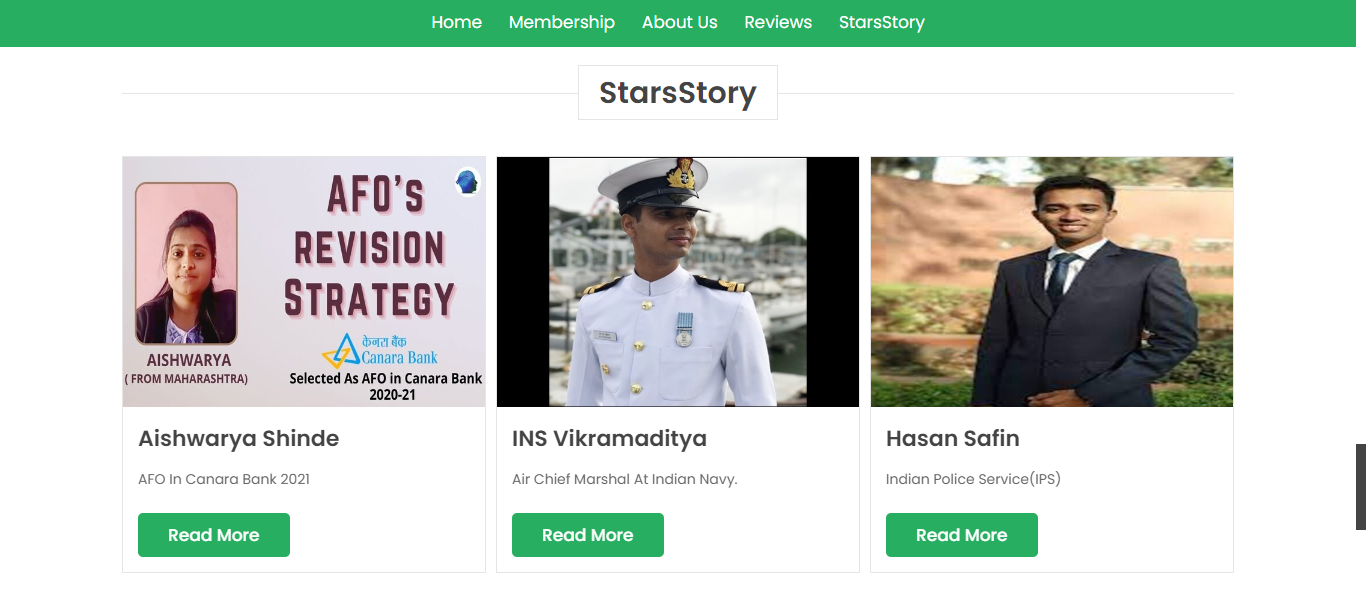 Home Membership About Us Reviews StarsStory
StarsStory
AFO's
REVISION
STRATEGY
AISHWARYA
( FROM MAHARASHTRA)
केनरा बैंक
Canara Bank
Selected As AFO in Canara Bank
2020-21
Aishwarya Shinde
AFO In Canara Bank 2021
Read More
INS Vikramaditya
Air Chief Marshal At Indian Navy.
Read More
Hasan Safin
Indian Police Service(IPS)
Read More